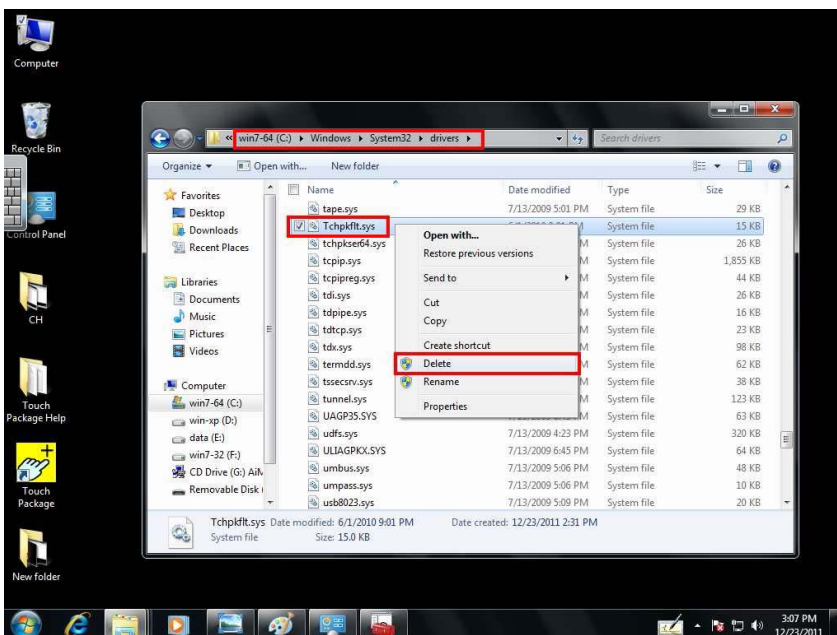 Computer
Recycle Bin
Control Panel
CH
Touch
Package Help
Touch
Package
New folder
« win7-64 (C:) ▸ Windows ▸ System32 ▸ drivers ▸
Search drivers
Organize Open with... New folder
Favorites
Desktop
Downloads
Recent Places
Libraries
Documents
Music
Pictures
Videos
Computer
win7-64 (C:)
win-xp (D:)
data (E:)
win7-32 (F:)
CD Drive (G:)
Removable Disk
Name Date modified Type Size
tape.sys 7/13/2009 5:01 PM System file 29 KB
Tchpkflt.sys System file 15 KB
tchpkser64.sys M System file 26 KB
tcpip.sys M System file 1,855 KB
tcpipreg.sys M System file 44 KB
tdi.sys M System file 26 KB
tdpipe.sys M System file 16 KB
tdtcp.sys M System file 23 KB
tdx.sys M System file 98 KB
termdd.sys M System file 62 KB
tssecsrv.sys M System file 38 KB
tunnel.sys M System file 123 KB
UAGP35.SYS M System file 63 KB
udfs.sys 7/13/2009 4:23 PM System file 320 KB
ULIAGPKX.SYS 7/13/2009 6:45 PM System file 64 KB
umbus.sys 7/13/2009 5:06 PM System file 48 KB
umpass.sys 7/13/2009 5:06 PM System file 10 KB
usb8023.sys 7/13/2009 5:09 PM System file 20 KB
Open with...
Restore previous versions
Send to
Cut
Copy
Create shortcut
Delete
Rename
Properties
Tchpkflt.sys Date modified: 6/1/2010 9:01 PM Date created: 12/23/2011 2:31 PM
System file Size: 15.0 KB
3:07 PM
12/23/2011